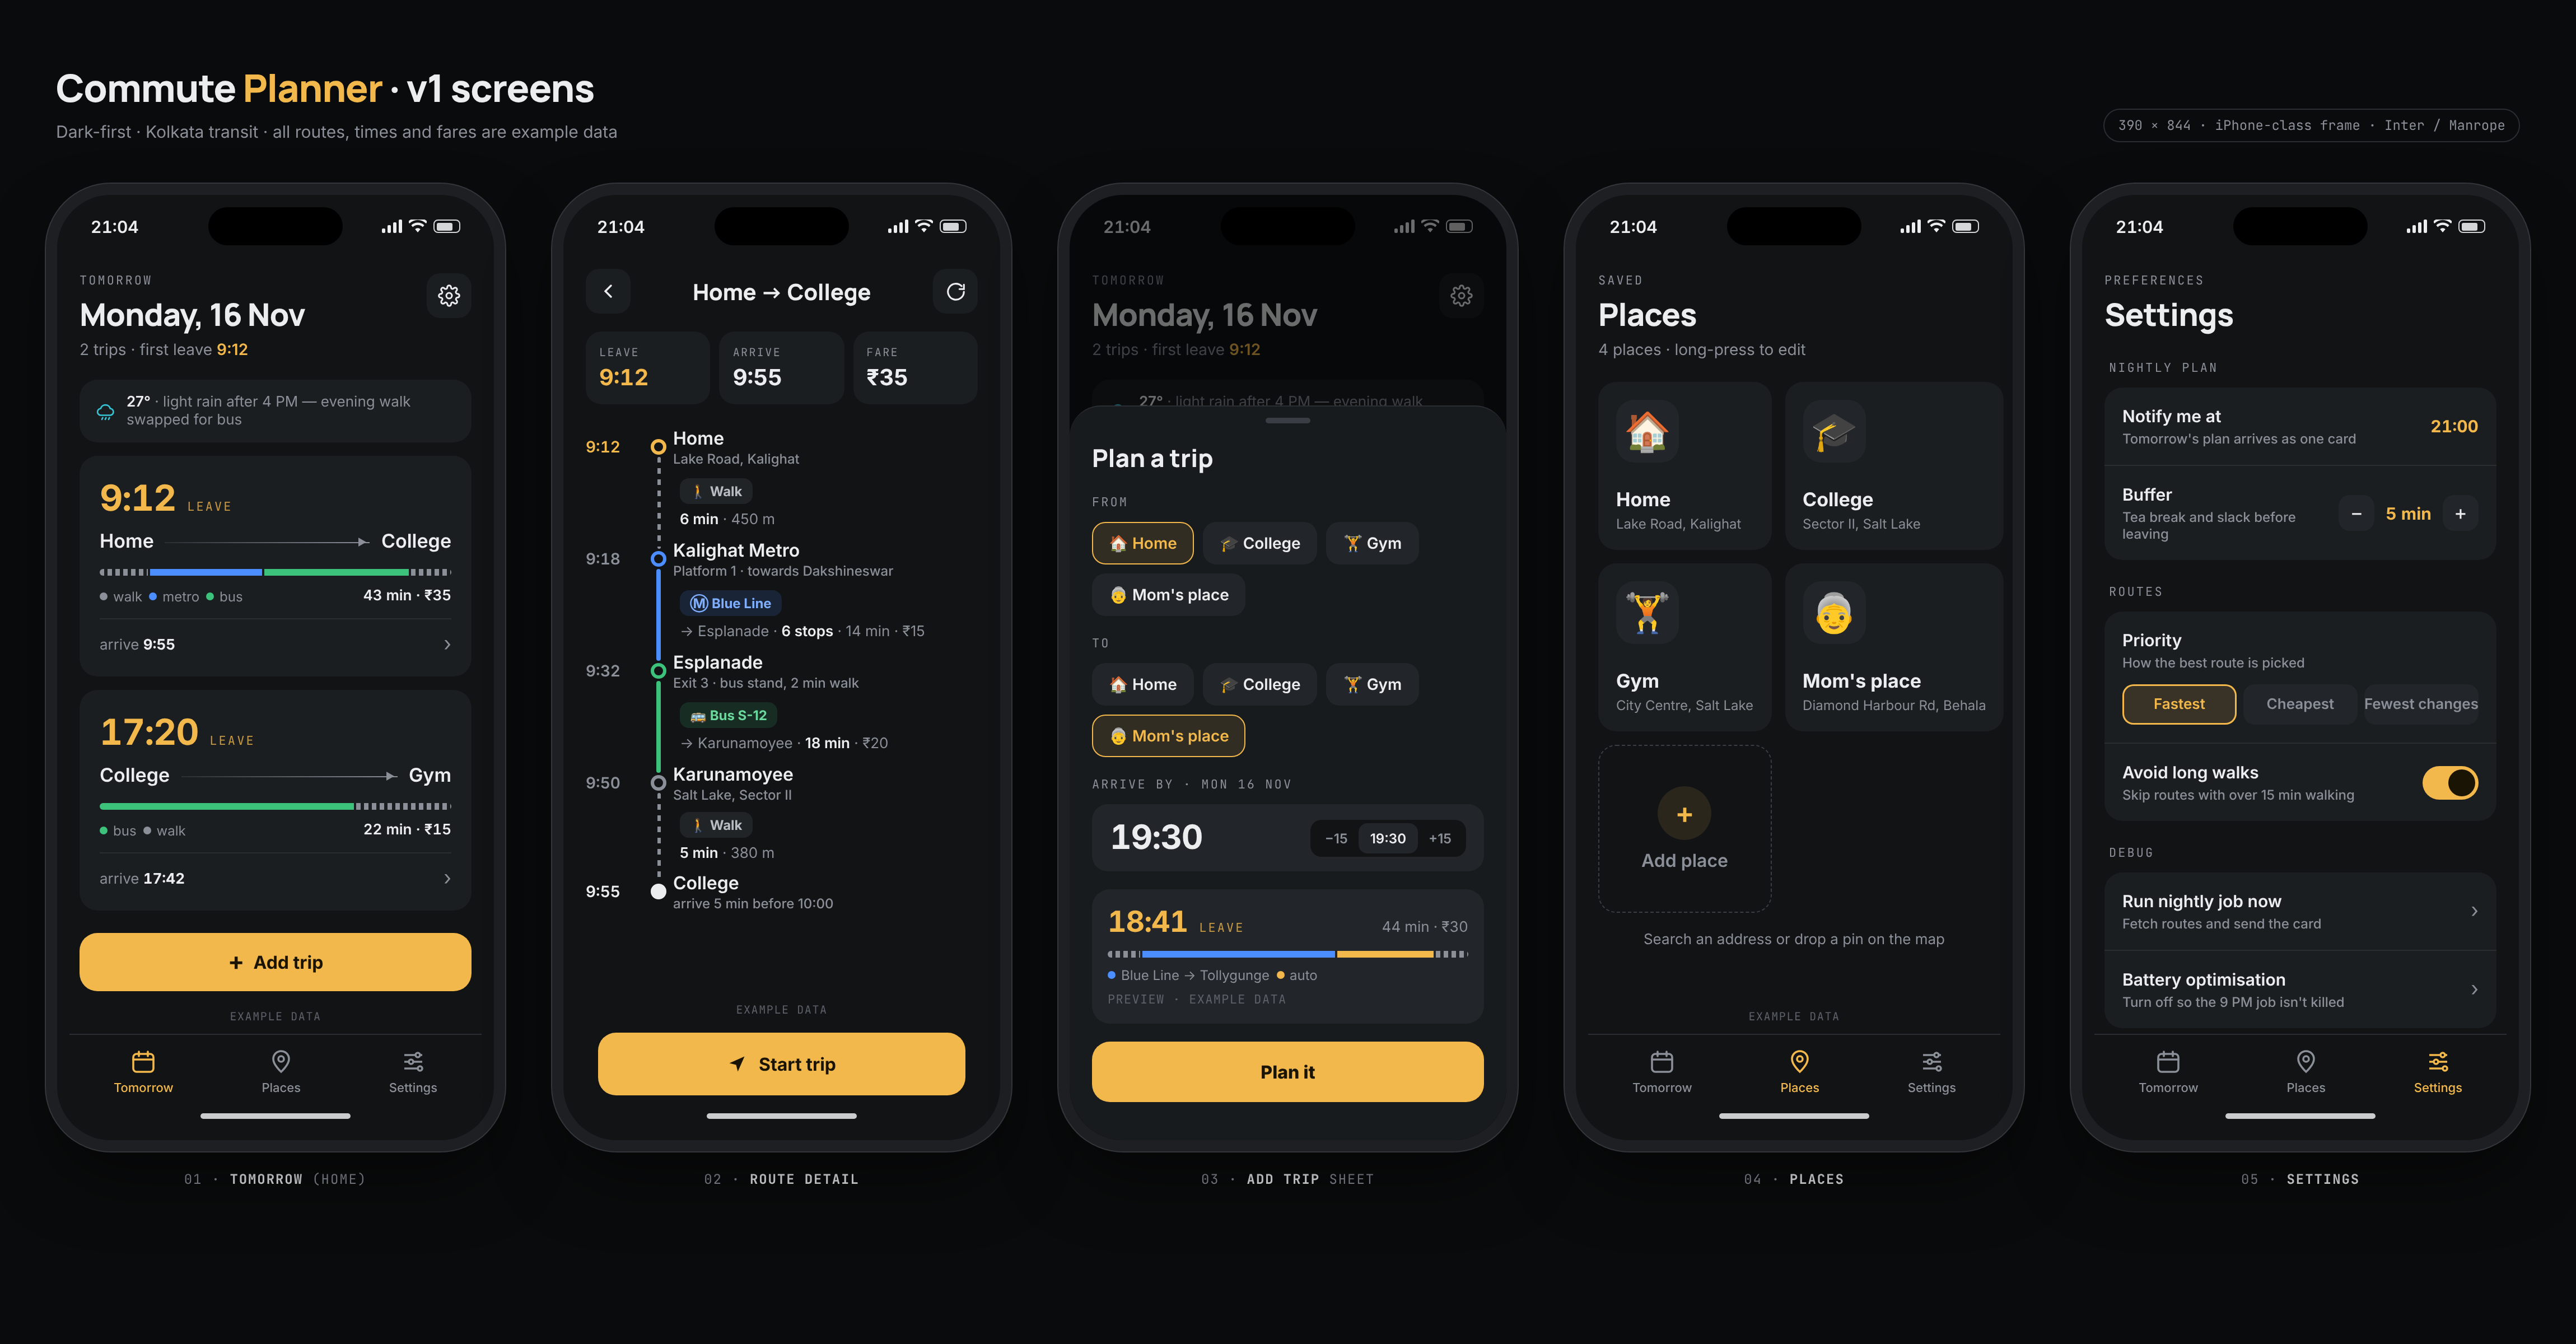 Commute Planner · v1 screens
Dark-first · Kolkata transit · all routes, times and fares are example data
390 × 844 · iPhone-class frame · Inter / Manrope
21:04
TOMORROW
Monday, 16 Nov
2 trips · first leave 9:12
27° · light rain after 4 PM — evening walk
swapped for bus
9:12 LEAVE
Home College
walk metro bus 43 min · ₹35
arrive 9:55
17:20 LEAVE
College Gym
bus walk 22 min · ₹15
arrive 17:42
+ Add trip
EXAMPLE DATA
Tomorrow Places Settings
01 · TOMORROW (HOME)
21:04
Home → College
LEAVE ARRIVE FARE
9:12 9:55 ₹35
9:12 Home
Lake Road, Kalighat
Walk
6 min · 450 m
9:18 Kalighat Metro
Platform 1 · towards Dakshineswar
Ⓜ Blue Line
→ Esplanade · 6 stops · 14 min · ₹15
9:32 Esplanade
Exit 3 · bus stand, 2 min walk
Bus S-12
→ Karunamoyee · 18 min · ₹20
9:50 Karunamoyee
Salt Lake, Sector II
Walk
5 min · 380 m
9:55 College
arrive 5 min before 10:00
EXAMPLE DATA
Start trip
02 · ROUTE DETAIL
21:04
TOMORROW
Monday, 16 Nov
2 trips · first leave 9:12
27° · light rain after 4 PM — evening walk
Plan a trip
FROM
Home College Gym
Mom's place
TO
Home College Gym
Mom's place
ARRIVE BY · MON 16 NOV
19:30 −15 19:30 +15
18:41 LEAVE 44 min · ₹30
Blue Line → Tollygunge auto
PREVIEW · EXAMPLE DATA
Plan it
03 · ADD TRIP SHEET
21:04
SAVED
Places
4 places · long-press to edit
Home College
Lake Road, Kalighat Sector II, Salt Lake
Gym Mom's place
City Centre, Salt Lake Diamond Harbour Rd, Behala
+
Add place
Search an address or drop a pin on the map
EXAMPLE DATA
Tomorrow Places Settings
04 · PLACES
21:04
PREFERENCES
Settings
NIGHTLY PLAN
Notify me at 21:00
Tomorrow's plan arrives as one card
Buffer − 5 min +
Tea break and slack before
leaving
ROUTES
Priority
How the best route is picked
Fastest Cheapest Fewest changes
Avoid long walks
Skip routes with over 15 min walking
DEBUG
Run nightly job now
Fetch routes and send the card
Battery optimisation
Turn off so the 9 PM job isn't killed
Tomorrow Places Settings
05 · SETTINGS